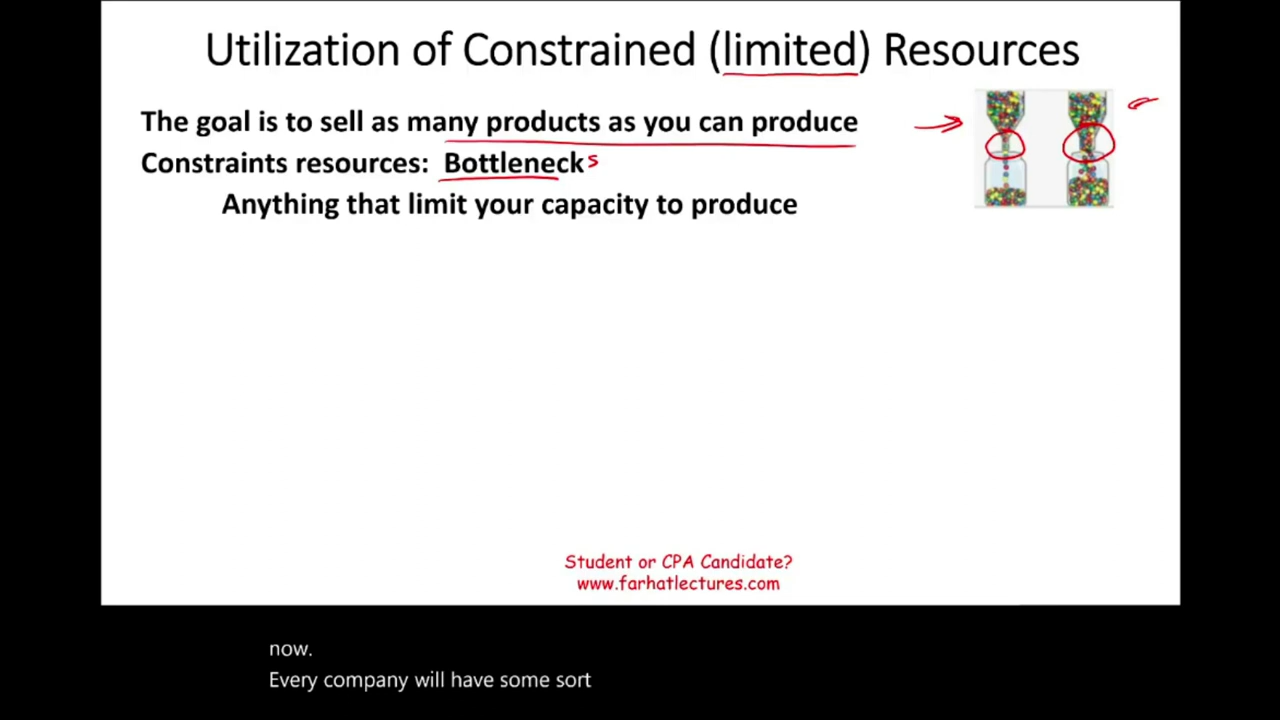 Utilization of Constrained (limited) Resources
The goal is to sell as many products as you can produce
Constraints resources: Bottlenecks
Anything that limit your capacity to produce
Student or CPA Candidate?
www.farhatlectures.com
now.
Every company will have some sort